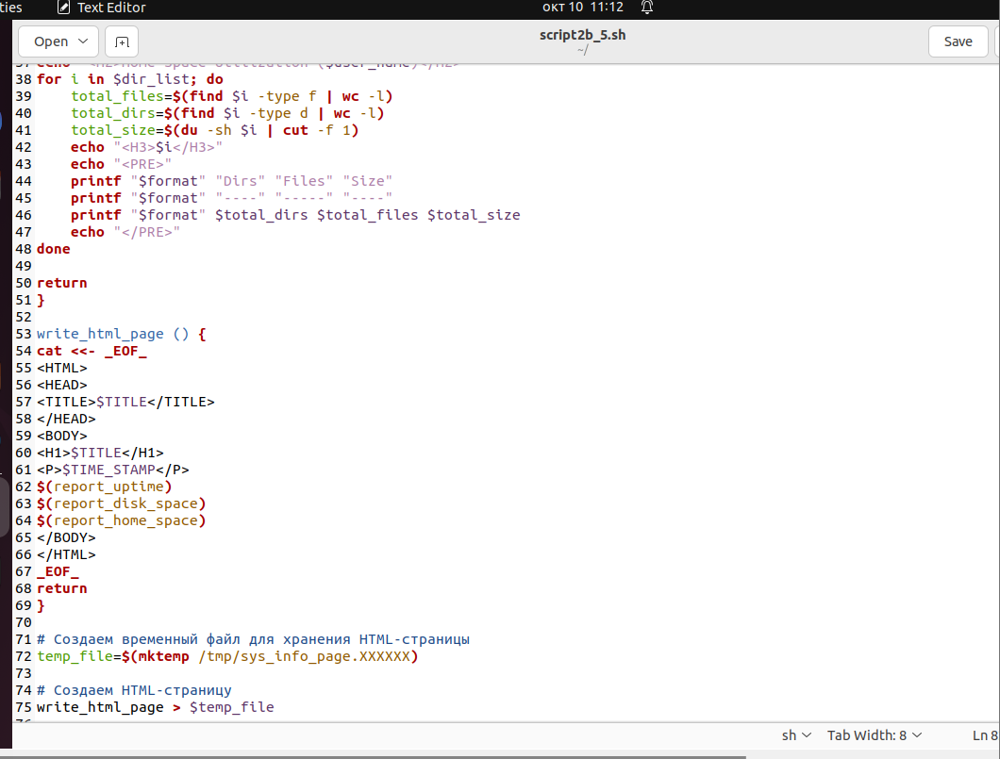 ties
Text Editor
окт 10 11:12
Open
script2b_5.sh
~/
Save
37 echo "<H2>Home Space Utilization ($user_name)</H2>"
38 for i in $dir_list; do
39     total_files=$(find $i -type f | wc -l)
40     total_dirs=$(find $i -type d | wc -l)
41     total_size=$(du -sh $i | cut -f 1)
42     echo "<H3>$i</H3>"
43     echo "<PRE>"
44     printf "$format" "Dirs" "Files" "Size"
45     printf "$format" "----" "-----" "----"
46     printf "$format" $total_dirs $total_files $total_size
47     echo "</PRE>"
48 done
49
50 return
51 }
52
53 write_html_page () {
54 cat <<- _EOF_
55 <HTML>
56 <HEAD>
57 <TITLE>$TITLE</TITLE>
58 </HEAD>
59 <BODY>
60 <H1>$TITLE</H1>
61 <P>$TIME_STAMP</P>
62 $(report_uptime)
63 $(report_disk_space)
64 $(report_home_space)
65 </BODY>
66 </HTML>
67 _EOF_
68 return
69 }
70
71 # Создаем временный файл для хранения HTML-страницы
72 temp_file=$(mktemp /tmp/sys_info_page.XXXXXX)
73
74 # Создаем HTML-страницу
75 write_html_page > $temp_file
sh
Tab Width: 8
Ln 8